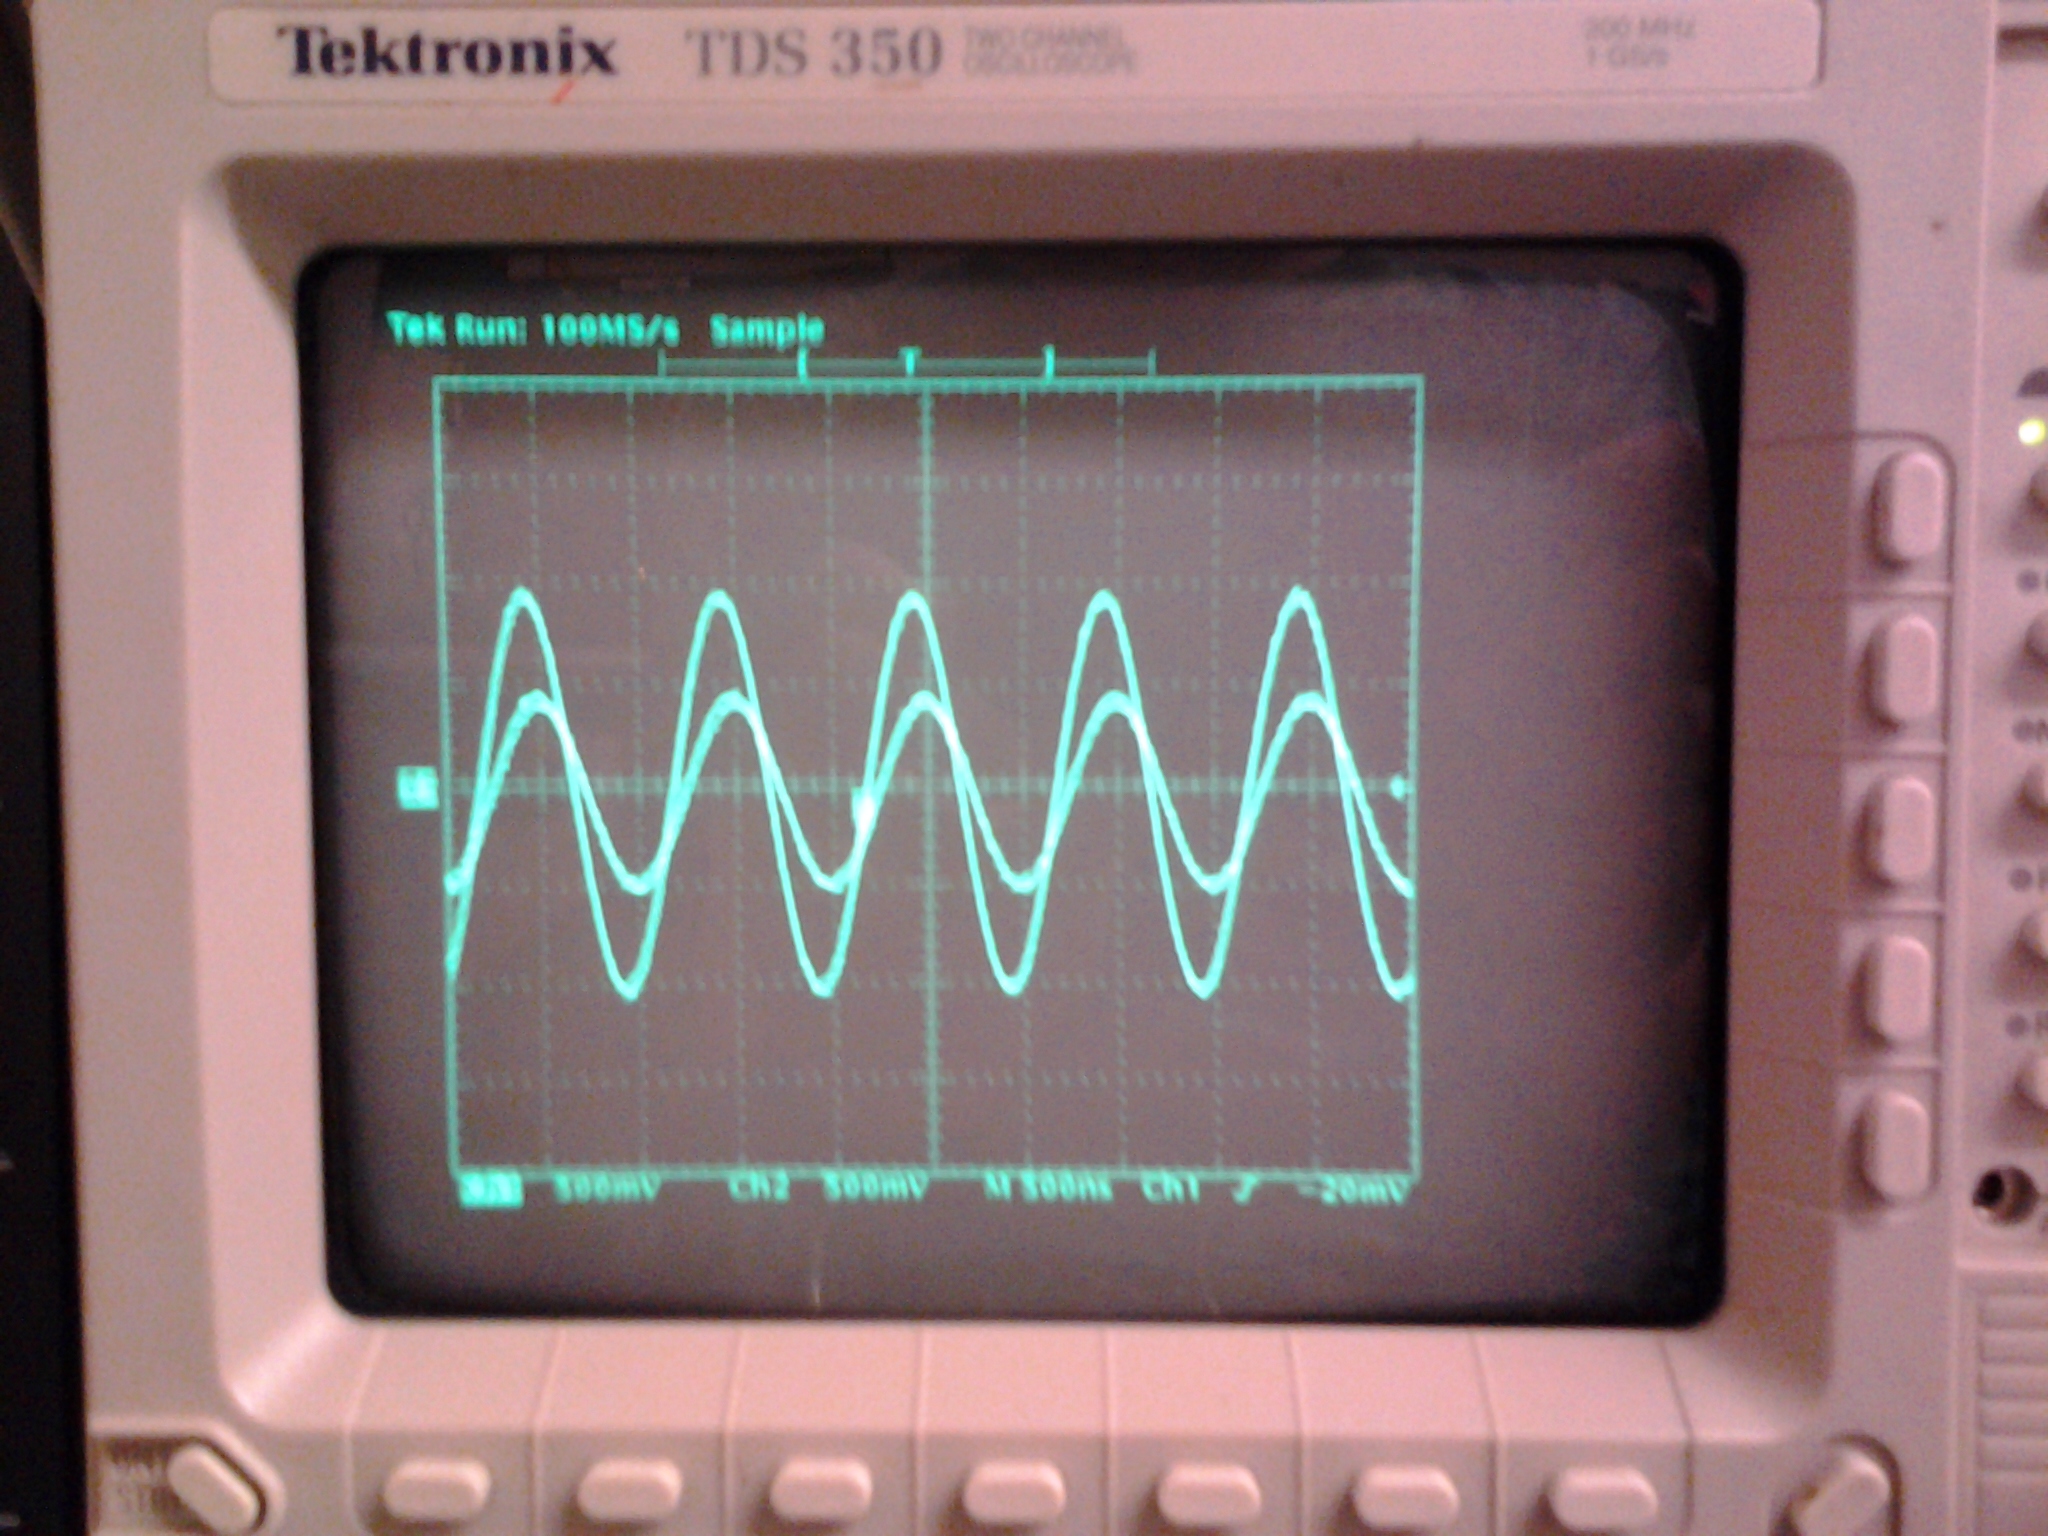 Tektronix TDS 350 TWO CHANNEL OSCILLOSCOPE
200 MHz
1 GS/s
Tek Run: 100MS/s Sample
500mV Ch2 500mV M 500ns Ch1 -20mV